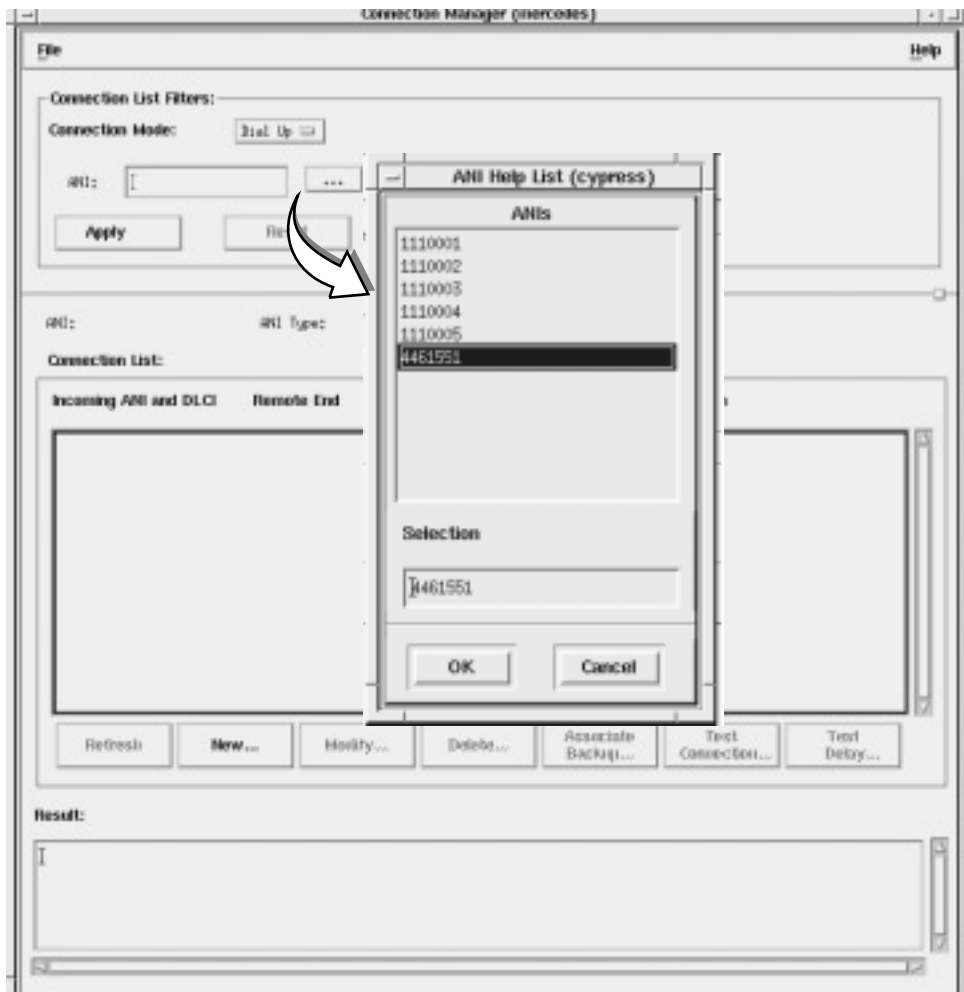 Connection Manager (mercedes)
File Help
Connection List Filters:
Connection Mode: Dial Up
ANI: ...
Apply
ANI: ANI Type:
Connection List:
Incoming ANI and DLCI Remote End
ANI Help List (cypress)
ANIs
1110001
1110002
1110003
1110004
1110005
4461551
Selection
4461551
OK Cancel
Refresh New... Modify... Delete... Associate Backup... Test Connection... Test Delay...
Result: